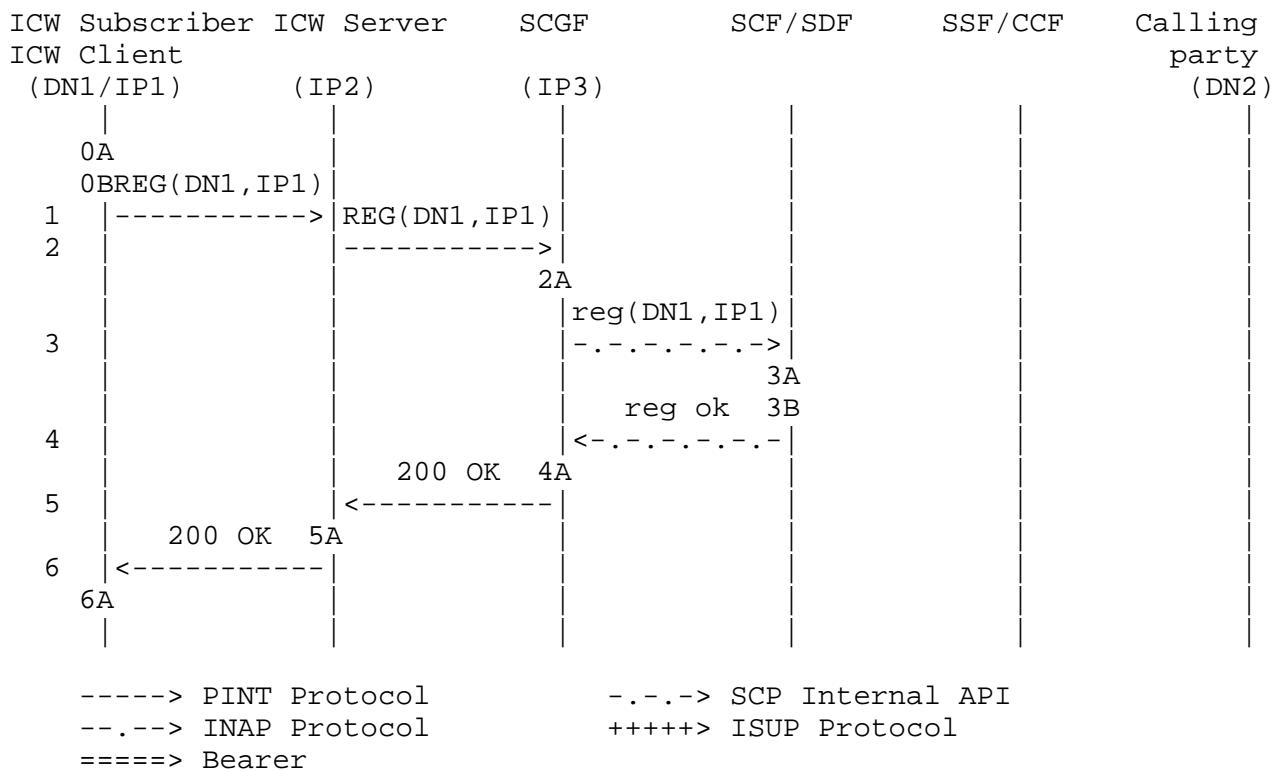 ICW Subscriber ICW Server SCGF SCF/SDF SSF/CCF Calling
ICW Client party
(DN1/IP1) (IP2) (IP3) (DN2)
0A
0BREG(DN1,IP1)
1 |----------->|REG(DN1,IP1)
2 |----------->|
2A
reg(DN1,IP1)
3 |-.-.-.-.-.->|
3A
reg ok 3B
4 |<-.-.-.-.-.-|
200 OK 4A
5 |<-----------|
200 OK 5A
6 |<-----------|
6A
-----> PINT Protocol -.-.-> SCP Internal API
--.--> INAP Protocol +++++> ISUP Protocol
=====> Bearer